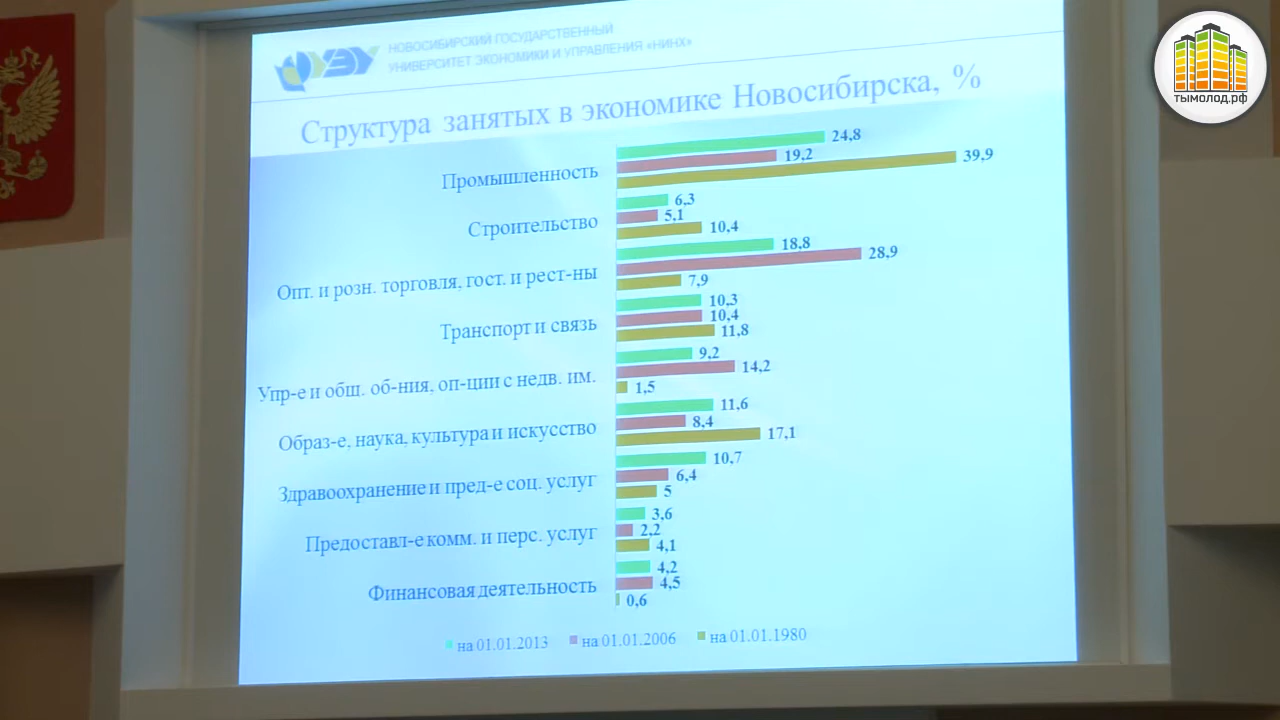 НОВОСИБИРСКИЙ ГОСУДАРСТВЕННЫЙ
УНИВЕРСИТЕТ ЭКОНОМИКИ И УПРАВЛЕНИЯ «НИНХ»
ТЫМОЛОД.РФ
Структура занятых в экономике Новосибирска, %
24,8
Промышленность 19,2
39,9
6,3
Строительство 5,1
10,4
18,8
Опт. и розн. торговля, гост. и рест-ны 28,9
7,9
10,3
Транспорт и связь 10,4
11,8
9,2
Упр-е и общ. об-ния, оп-ции с недв. им. 14,2
1,5
11,6
Образ-е, наука, культура и искусство 8,4
17,1
10,7
Здравоохранение и пред-е соц. услуг 6,4
5
3,6
Предоставл-е комм. и перс. услуг 2,2
4,1
4,2
Финансовая деятельность 4,5
0,6
на 01.01.2013 на 01.01.2006 на 01.01.1980